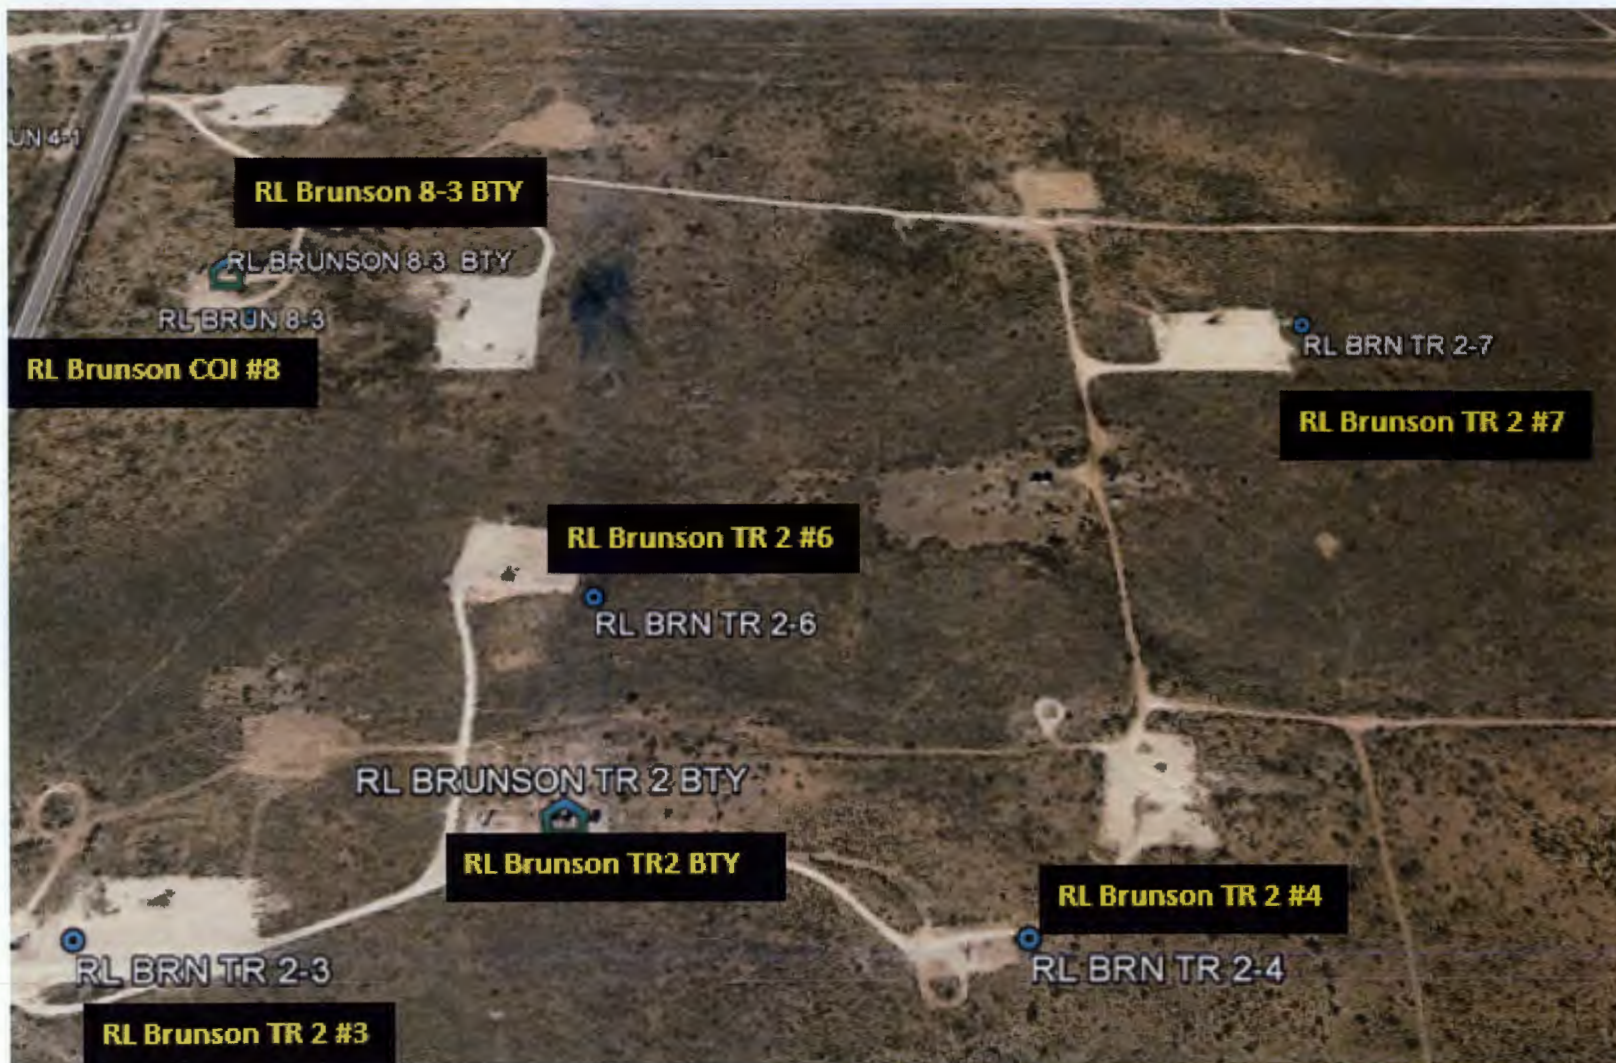 UN 4-1
RL Brunson 8-3 BTY
RL BRUNSON 8-3 BTY
RL BRUN 8-3
RL Brunson COI #8
RL BRN TR 2-7
RL Brunson TR 2 #7
RL Brunson TR 2 #6
RL BRN TR 2-6
RL BRUNSON TR 2 BTY
RL Brunson TR2 BTY
RL Brunson TR 2 #4
RL BRN TR 2-3
RL BRN TR 2-4
RL Brunson TR 2 #3